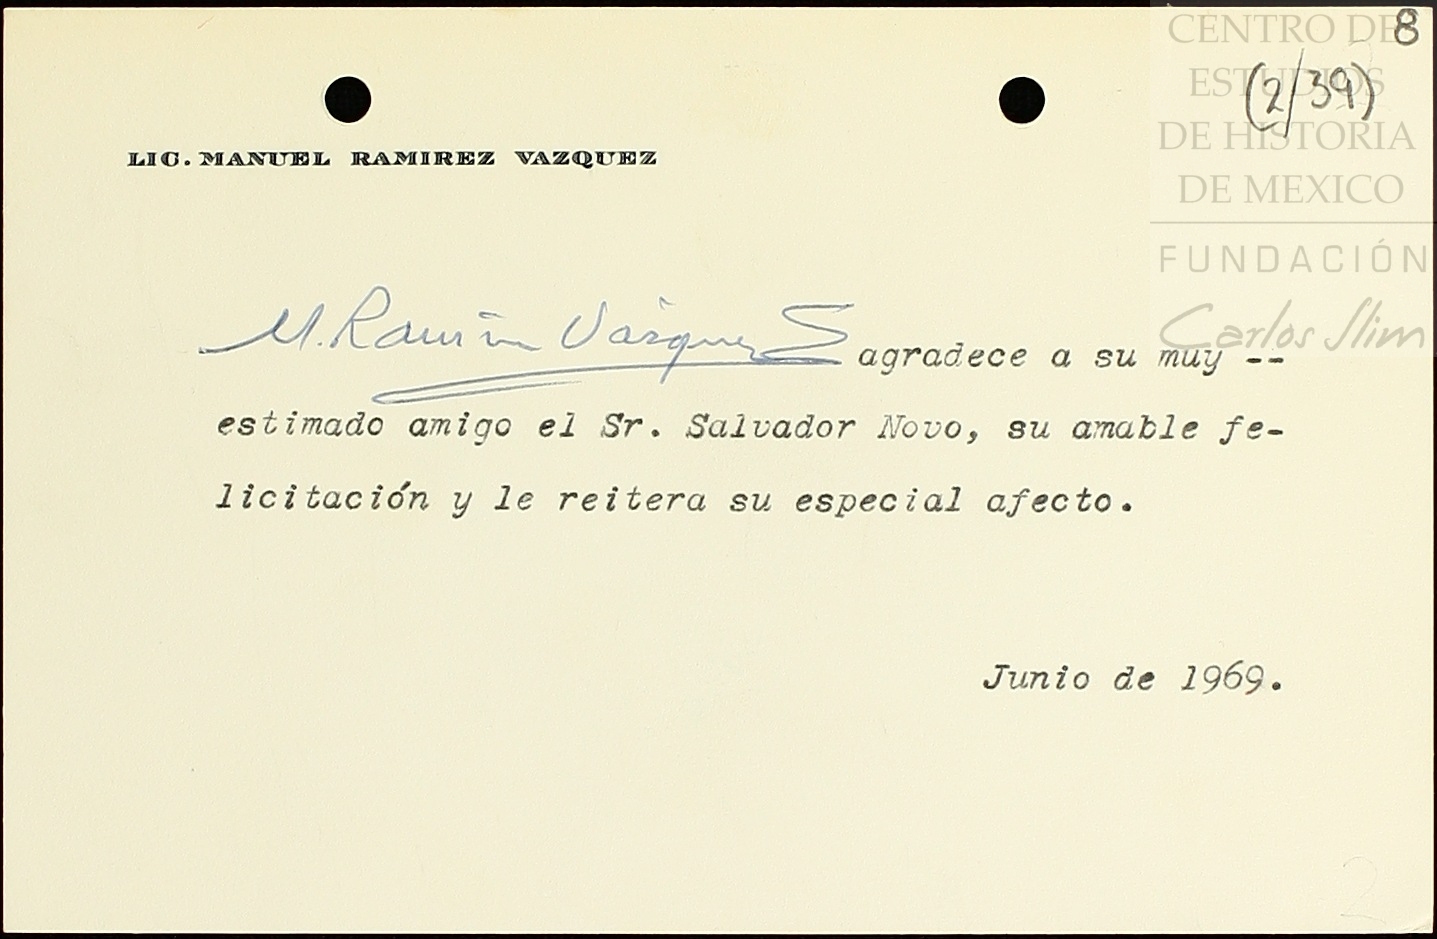 CENTRO DE
ESTUDIOS
DE HISTORIA
DE MEXICO
FUNDACIÓN
Carlos Slim
8
(2/39)
LIC. MANUEL RAMIREZ VAZQUEZ
M. Ramírez Vázquez agradece a su muy --
estimado amigo el Sr. Salvador Novo, su amable fe-
licitación y le reitera su especial afecto.
Junio de 1969.
2